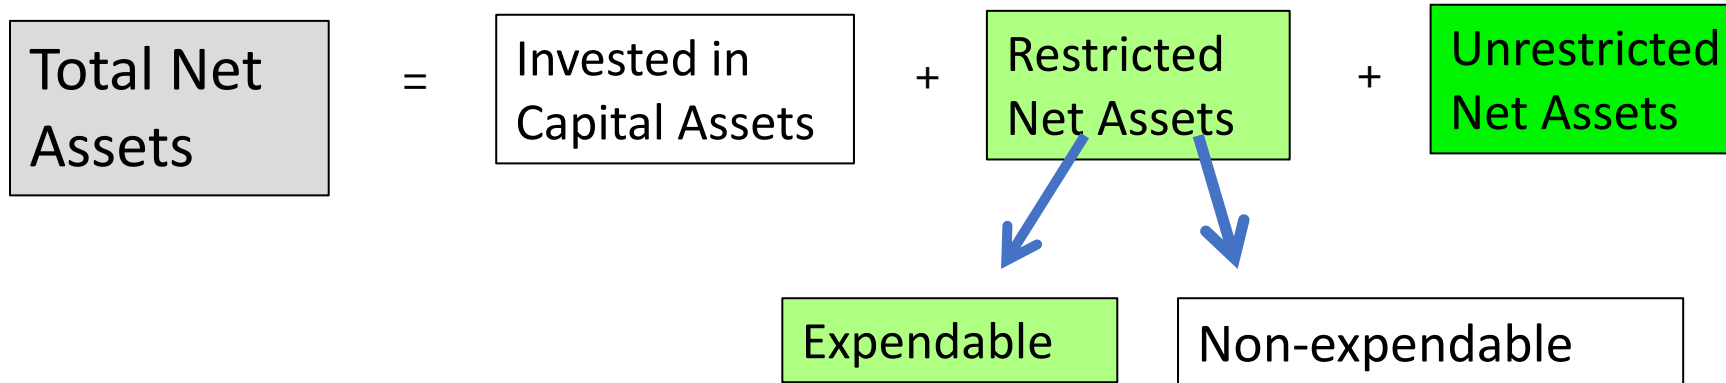 Total Net
Assets
=
Invested in
Capital Assets
+
Restricted
Net Assets
+
Unrestricted
Net Assets
Expendable
Non-expendable